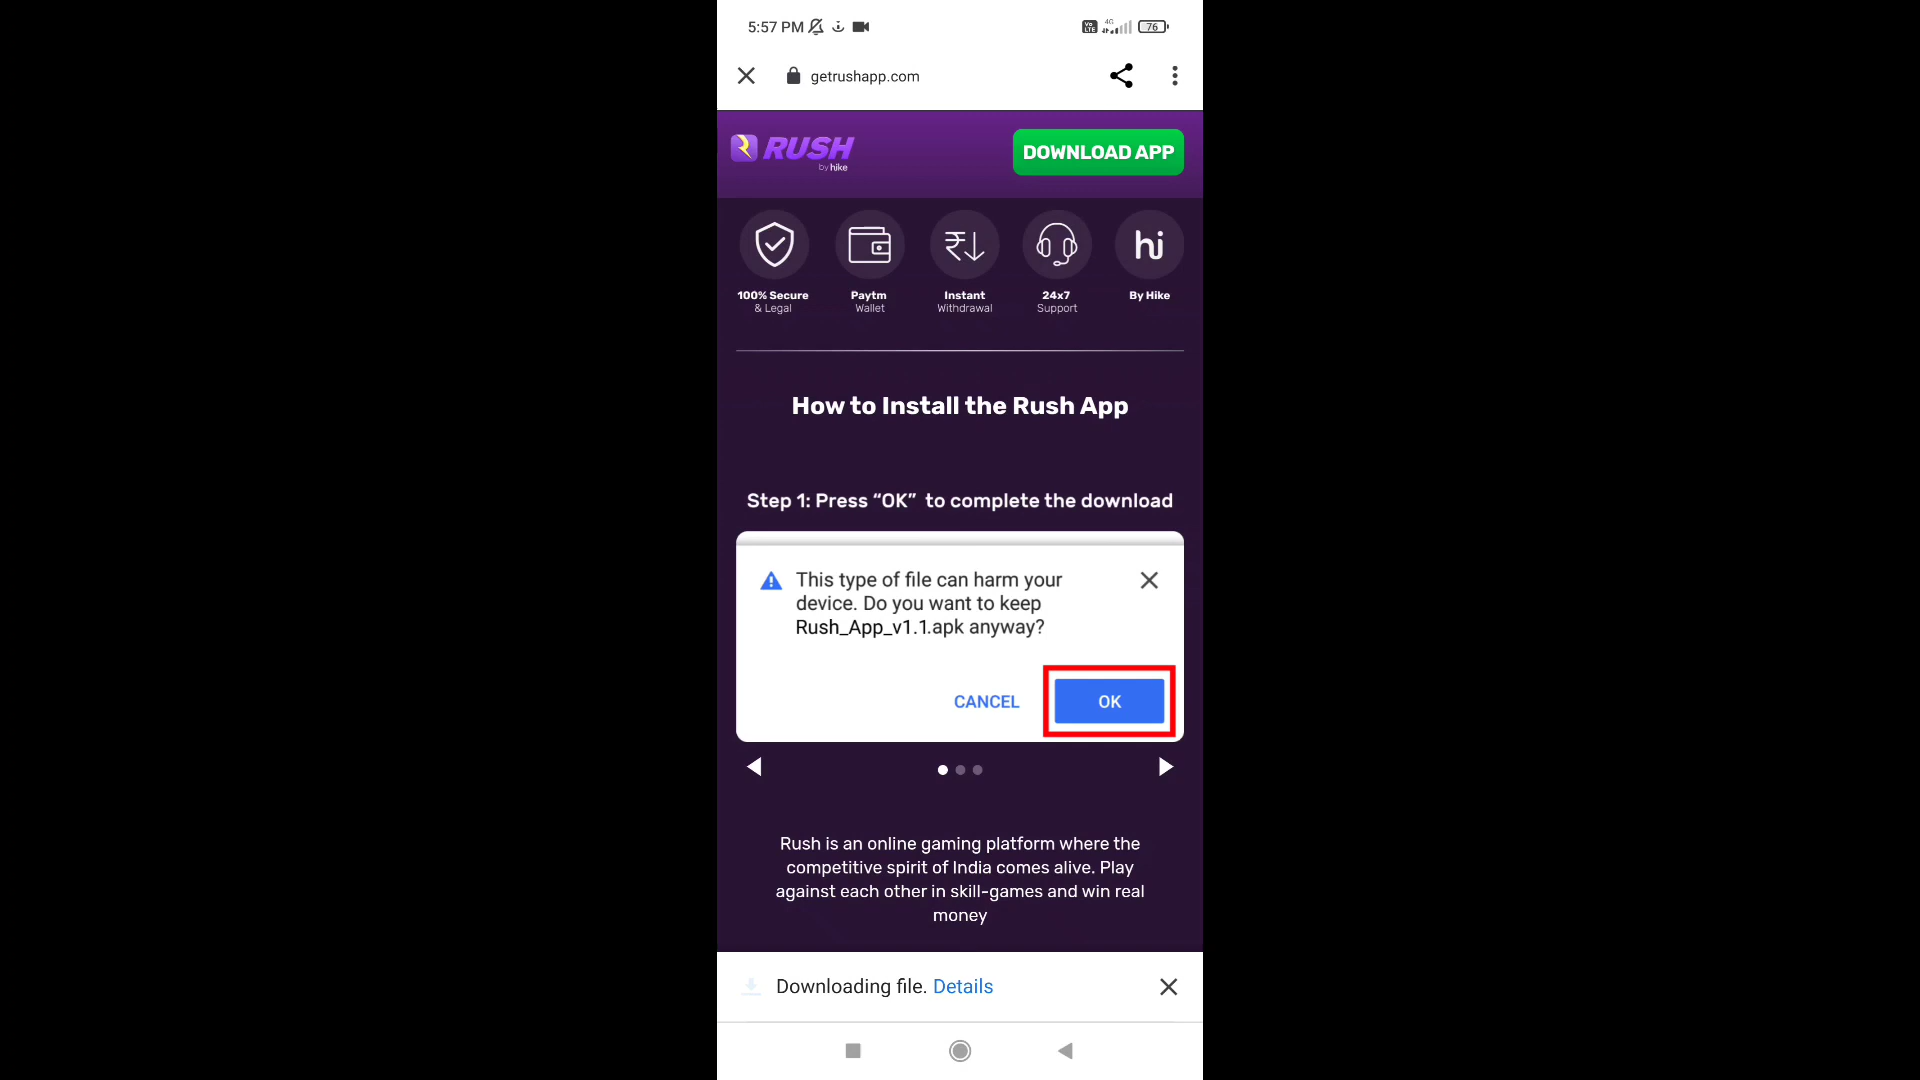 5:57 PM
Vo LTE 4G 76
getrushapp.com
RUSH
by hike
DOWNLOAD APP
hi
100% Secure & Legal
Paytm Wallet
Instant Withdrawal
24x7 Support
By Hike
How to Install the Rush App
Step 1: Press “OK” to complete the download
This type of file can harm your
device. Do you want to keep
Rush_App_v1.1.apk anyway?
CANCEL
OK
Rush is an online gaming platform where the
competitive spirit of India comes alive. Play
against each other in skill-games and win real
money
Downloading file. Details